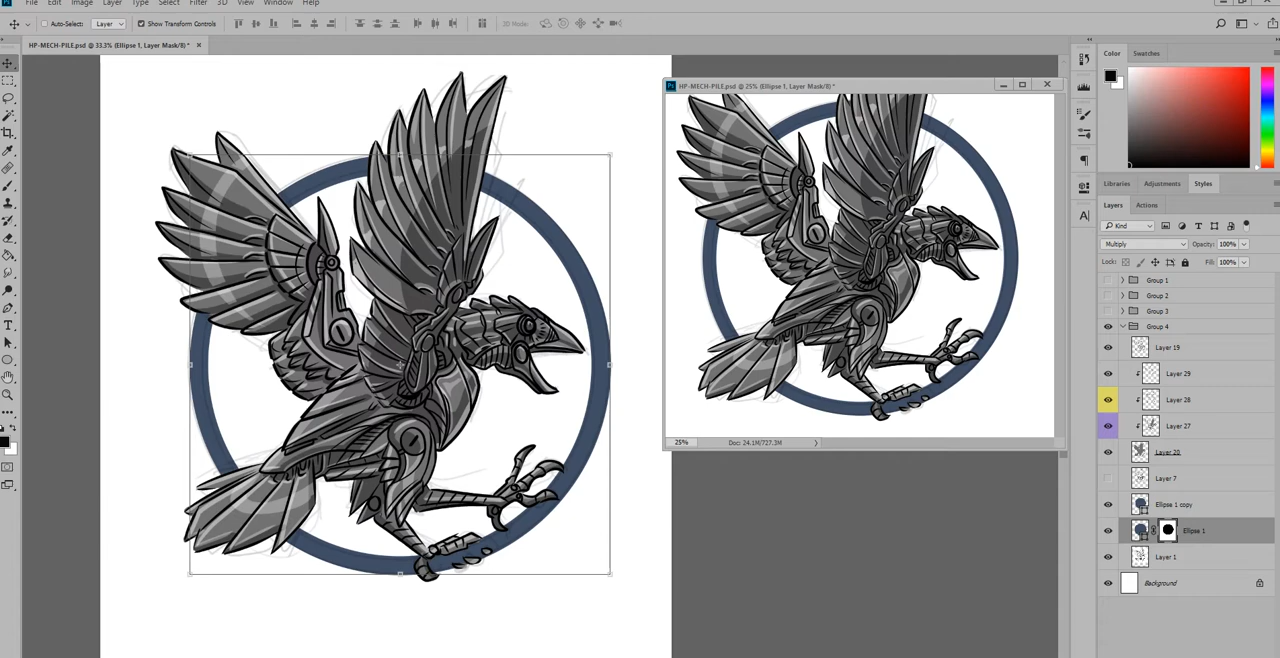 File Edit Image Layer Type Select Filter 3D View Window Help
Auto-Select: Layer Show Transform Controls 3D Mode:
HP-MECH-PILE.psd @ 33.3% (Ellipse 1, Layer Mask/8) * ×
HP-MECH-PILE.psd @ 25% (Ellipse 1, Layer Mask/8) *
25% Doc: 24.1M/727.3M
Color Swatches
Libraries Adjustments Styles
Layers Actions
Kind
Multiply Opacity: 100%
Lock: Fill: 100%
Group 1
Group 2
Group 3
Group 4
Layer 19
Layer 29
Layer 28
Layer 27
Layer 20
Layer 7
Ellipse 1 copy
Ellipse 1
Layer 1
Background